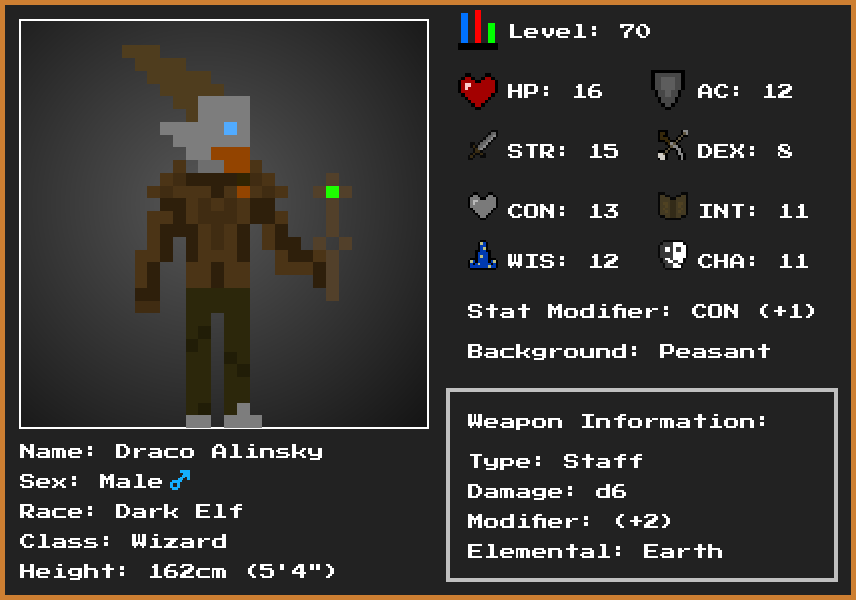 Level: 70
HP: 16 AC: 12
STR: 15 DEX: 8
CON: 13 INT: 11
WIS: 12 CHA: 11
Stat Modifier: CON (+1)
Background: Peasant
Weapon Information:
Type: Staff
Damage: d6
Modifier: (+2)
Elemental: Earth
Name: Draco Alinsky
Sex: Male ♂
Race: Dark Elf
Class: Wizard
Height: 162cm (5'4")